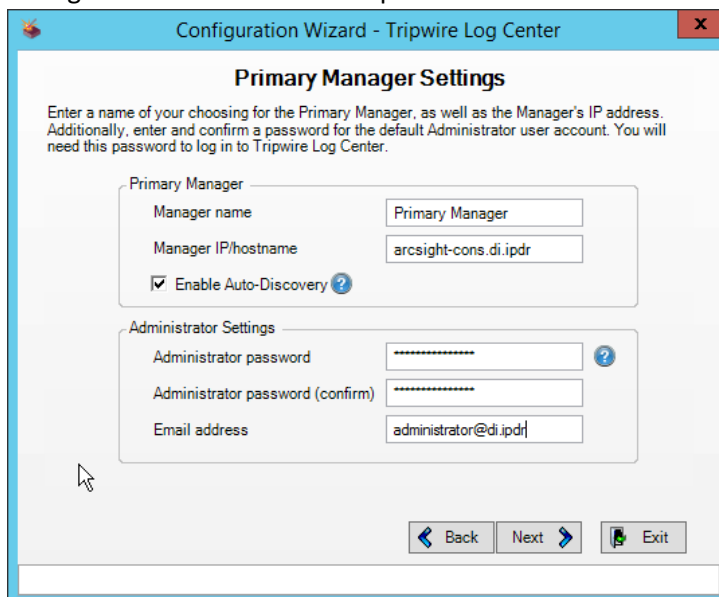 Configuration Wizard - Tripwire Log Center
x
Primary Manager Settings
Enter a name of your choosing for the Primary Manager, as well as the Manager's IP address.
Additionally, enter and confirm a password for the default Administrator user account. You will
need this password to log in to Tripwire Log Center.
Primary Manager
Manager name
Primary Manager
Manager IP/hostname
arcsight-cons.di.ipdr
Enable Auto-Discovery ?
Administrator Settings
Administrator password
*************** ?
Administrator password (confirm)
***************
Email address
administrator@di.ipdr
Back Next Exit